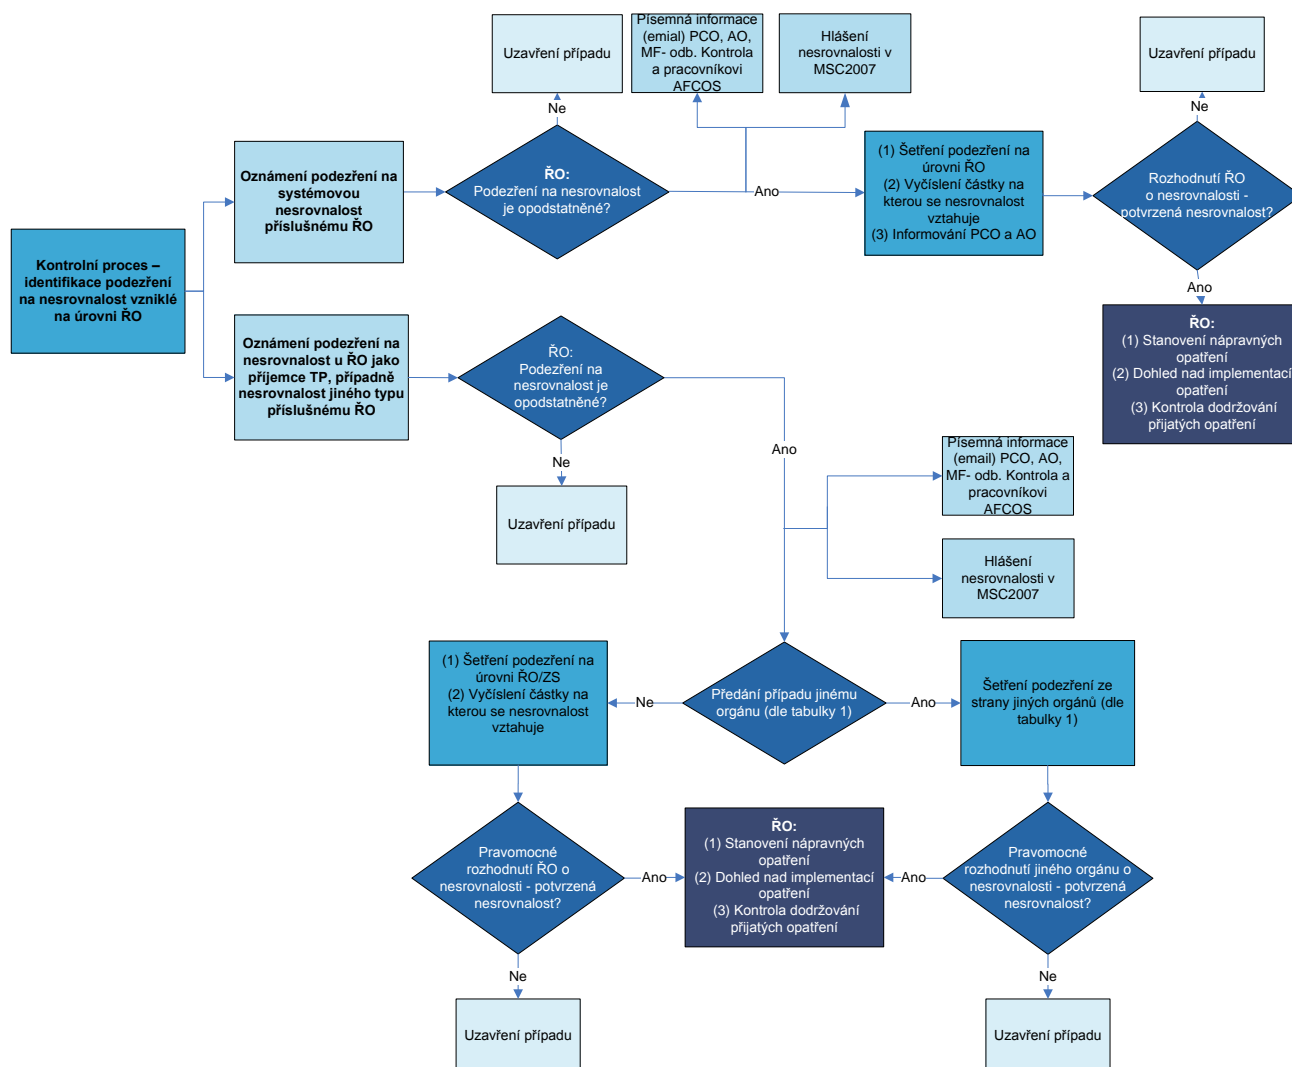 Uzavření případu
Písemná informace
(emial) PCO, AO,
MF- odb. Kontrola
a pracovníkovi
AFCOS
Hlášení
nesrovnalosti v
MSC2007
Uzavření případu
Ne
Ne
Oznámení podezření na
systémovou
nesrovnalost
příslušnému ŘO
ŘO:
Podezření na nesrovnalost
je opodstatněné?
Ano
(1) Šetření podezření na
úrovni ŘO
(2) Vyčíslení částky na
kterou se nesrovnalost
vztahuje
(3) Informování PCO a AO
Rozhodnutí ŘO
o nesrovnalosti -
potvrzená nesrovnalost?
Ano
Kontrolní proces –
identifikace podezření
na nesrovnalost vzniklé
na úrovni ŘO
Oznámení podezření na
nesrovnalost u ŘO jako
příjemce TP, případně
nesrovnalost jiného typu
příslušnému ŘO
ŘO:
Podezření na
nesrovnalost je
opodstatněné?
ŘO:
(1) Stanovení nápravných
opatření
(2) Dohled nad implementací
opatření
(3) Kontrola dodržování
přijatých opatření
Ne
Ano
Uzavření případu
Písemná informace
(email) PCO, AO,
MF- odb. Kontrola a
pracovníkovi
AFCOS
Hlášení
nesrovnalosti v
MSC2007
(1) Šetření podezření na
úrovni ŘO/ZS
(2) Vyčíslení částky na
kterou se nesrovnalost
vztahuje
Ne
Předání případu jinému
orgánu (dle tabulky 1)
Ano
Šetření podezření ze
strany jiných orgánů (dle
tabulky 1)
Pravomocné
rozhodnutí ŘO o
nesrovnalosti - potvrzená
nesrovnalost?
Ano
ŘO:
(1) Stanovení nápravných
opatření
(2) Dohled nad implementací
opatření
(3) Kontrola dodržování
přijatých opatření
Ano
Pravomocné
rozhodnutí jiného orgánu o
nesrovnalosti - potvrzená
nesrovnalost?
Ne
Ne
Uzavření případu
Uzavření případu